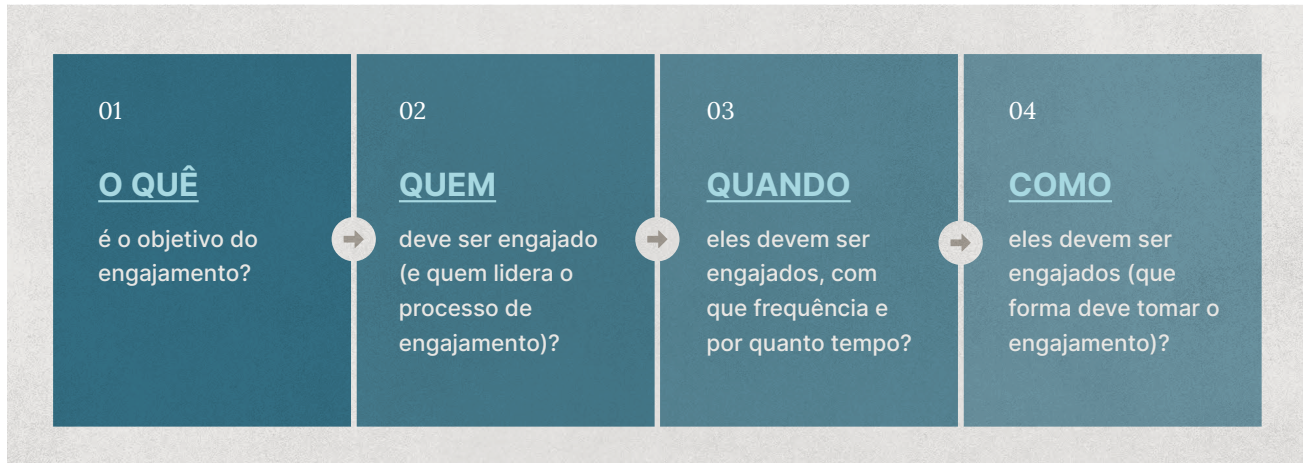 01
O QUÊ
é o objetivo do
engajamento?
02
QUEM
deve ser engajado
(e quem lidera o
processo de
engajamento)?
03
QUANDO
eles devem ser
engajados, com
que frequência e
por quanto tempo?
04
COMO
eles devem ser
engajados (que
forma deve tomar o
engajamento)?